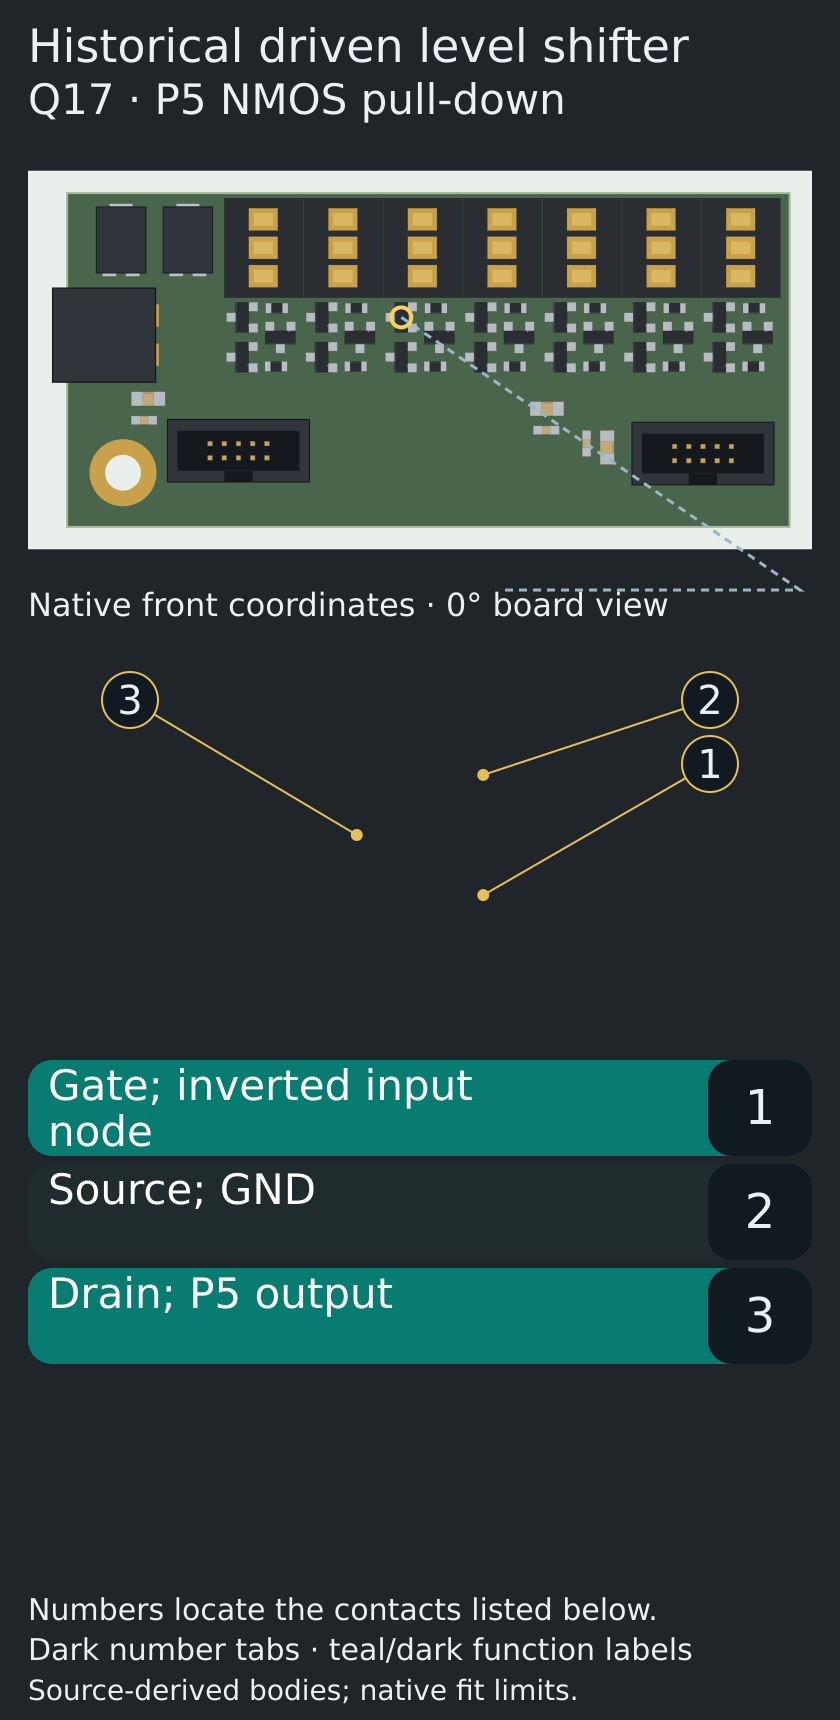 Historical driven level shifter
Q17 · P5 NMOS pull-down
Native front coordinates · 0° board view
3
2
1
Gate; inverted input
node
1
Source; GND
2
Drain; P5 output
3
Numbers locate the contacts listed below.
Dark number tabs · teal/dark function labels
Source-derived bodies; native fit limits.